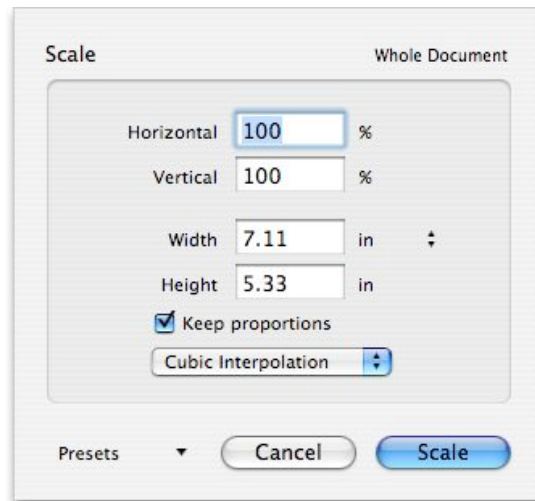 Scale Whole Document
Horizontal 100 %
Vertical 100 %
Width 7.11 in
Height 5.33 in
Keep proportions
Cubic Interpolation
Presets Cancel Scale